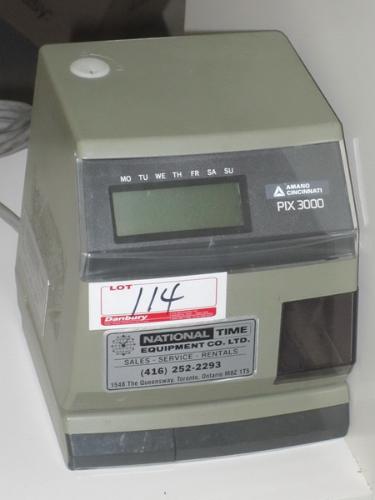 MO TU WE TH FR SA SU
AMANO
CINCINNATI
PIX 3000
LOT
114
Danbury
NATIONAL TIME
EQUIPMENT CO. LTD.
SALES - SERVICE - RENTALS
(416) 252-2293
1548 The Queensway, Toronto, Ontario M8Z 1T5